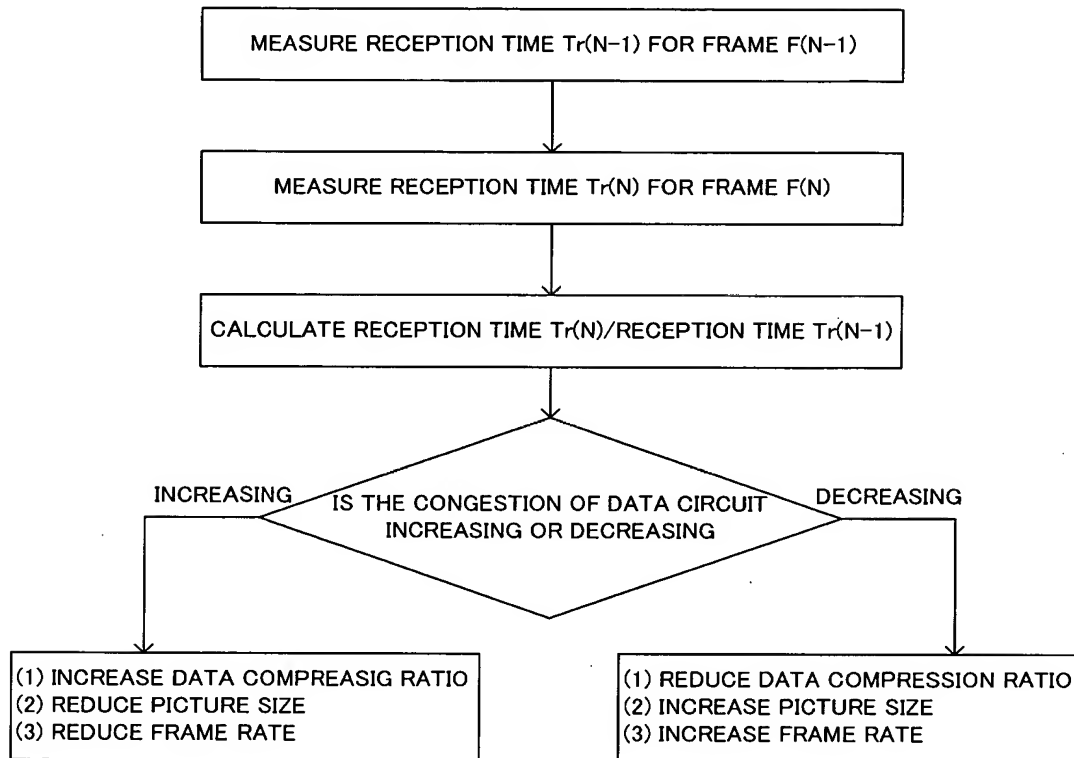 MEASURE RECEPTION TIME Tr(N-1) FOR FRAME F(N-1)
MEASURE RECEPTION TIME Tr(N) FOR FRAME F(N)
CALCULATE RECEPTION TIME Tr(N)/RECEPTION TIME Tr(N-1)
INCREASING
IS THE CONGESTION OF DATA CIRCUIT
INCREASING OR DECREASING
DECREASING
(1) INCREASE DATA COMPREASIG RATIO
(2) REDUCE PICTURE SIZE
(3) REDUCE FRAME RATE
(1) REDUCE DATA COMPRESSION RATIO
(2) INCREASE PICTURE SIZE
(3) INCREASE FRAME RATE